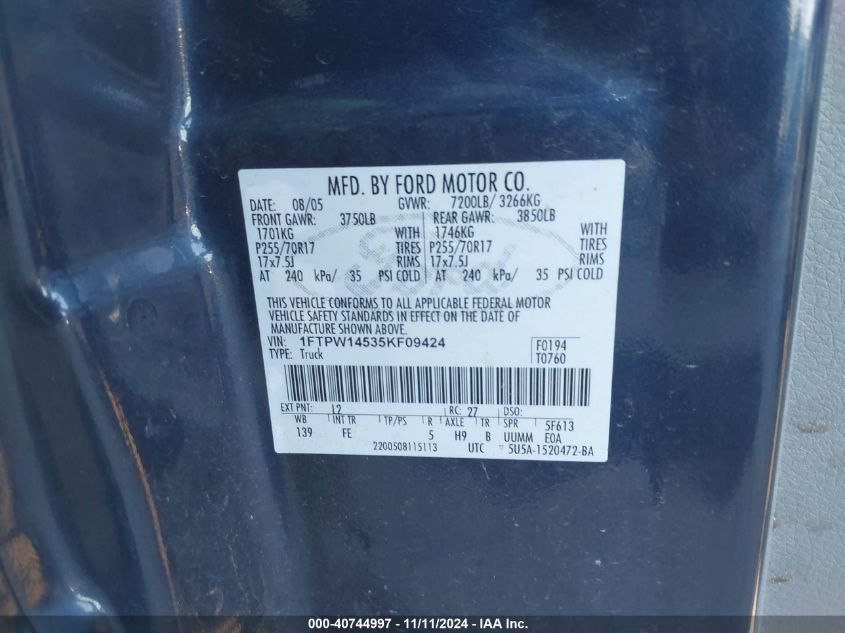 MFD. BY FORD MOTOR CO.
DATE: 08/05 GVWR: 7200LB/ 3266KG
FRONT GAWR: 3750LB REAR GAWR: 3850LB
1701KG WITH 1746KG WITH
P255/70R17 TIRES P255/70R17 TIRES
17x7.5J RIMS 17x7.5J RIMS
AT 240 kPa/ 35 PSI COLD AT 240 kPa/ 35 PSI COLD
Ford
THIS VEHICLE CONFORMS TO ALL APPLICABLE FEDERAL MOTOR
VEHICLE SAFETY STANDARDS IN EFFECT ON THE DATE OF
MANUFACTURE SHOWN ABOVE.
VIN: 1FTPW14535KF09424 F0194
TYPE: Truck T0760
EXT PNT: L2 RC: 27 DSO:
WB INT TR TP/PS R AXLE TR SPR 5F613
139 FE 5 H9 B UUMM E0A
2200508115113 UTC 5U5A-1520472-BA
000-40744997 - 11/11/2024 - IAA Inc.